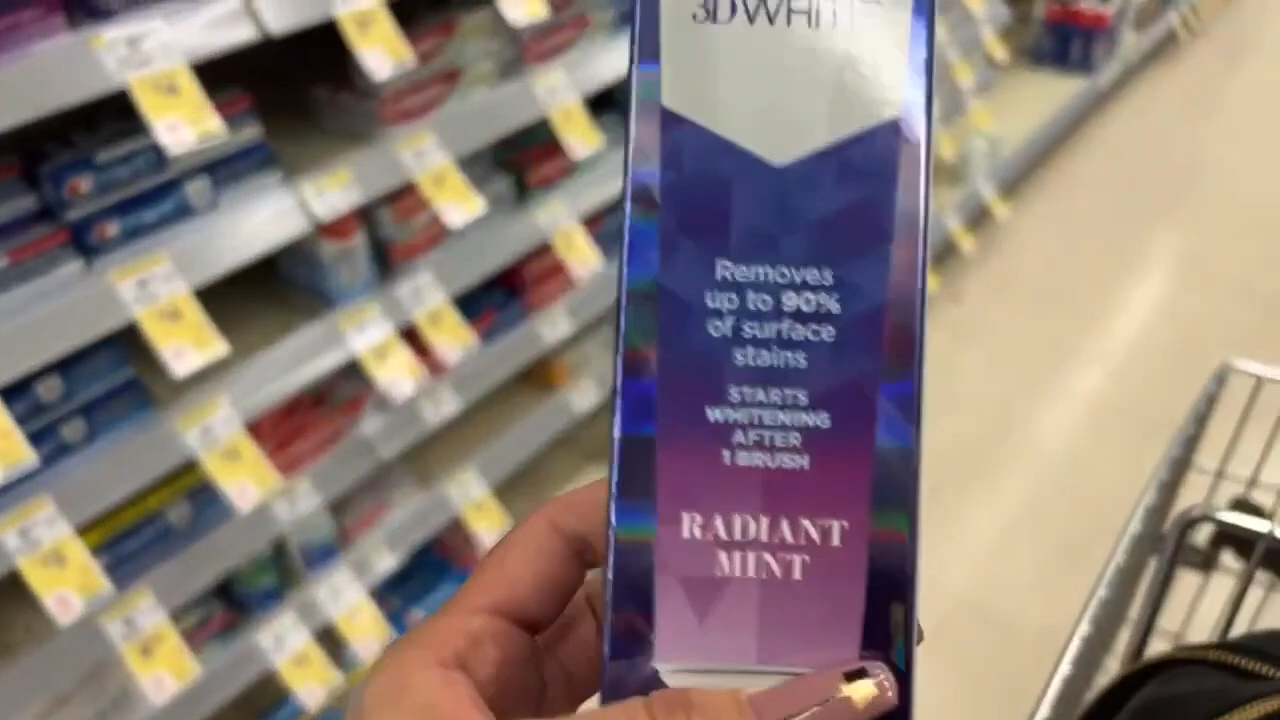 3DWHITE
Removes
up to 90%
of surface
stains
STARTS
WHITENING
AFTER
1 BRUSH
RADIANT
MINT